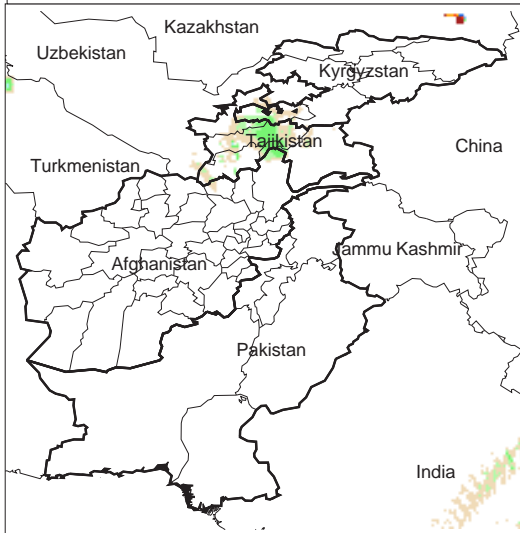 Kazakhstan
Uzbekistan
Kyrgyzstan
Tajikistan
China
Turkmenistan
Jammu Kashmir
Afghanistan
Pakistan
India